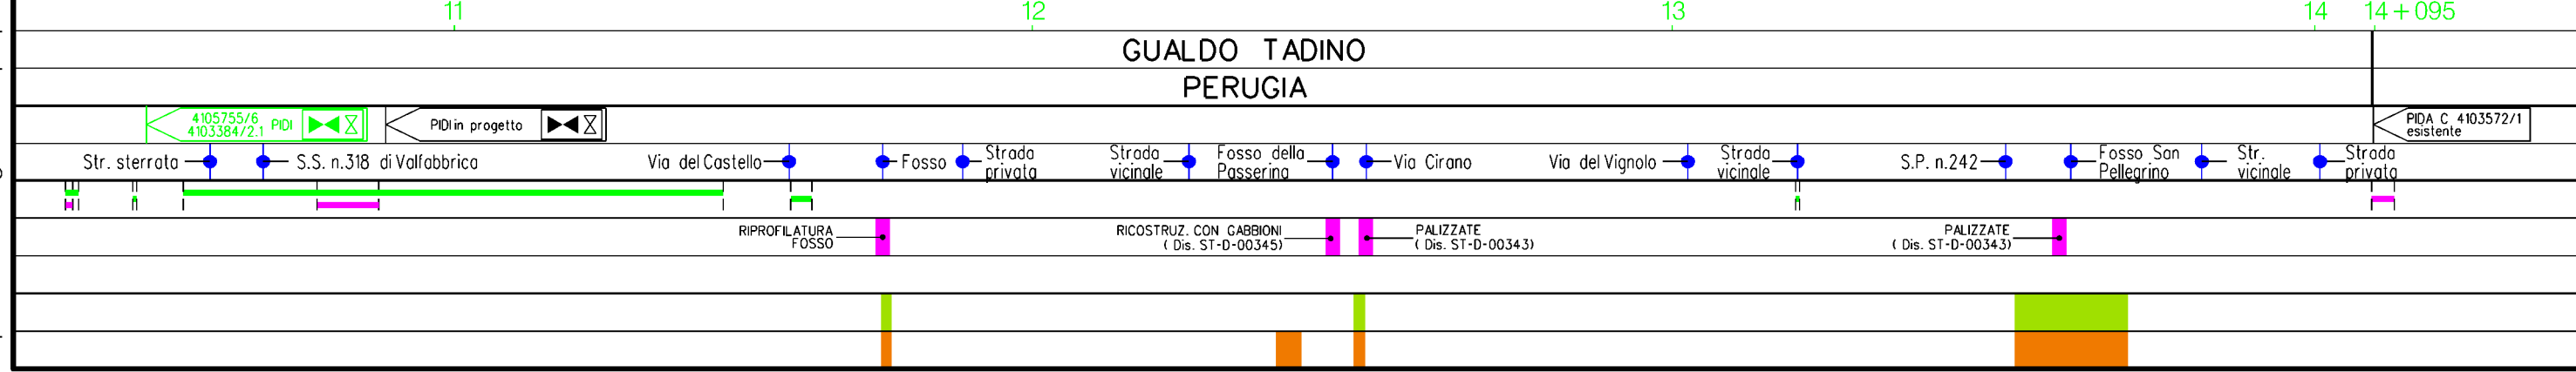 11 12 13 14 14+095
GUALDO TADINO
PERUGIA
4105755/6
4103384/2.1 PIDI
PIDI in progetto
PIDA C 4103572/1
esistente
Str. sterrata
S.S. n.318 di Valfabbrica
Via del Castello
Fosso
Strada
privata
Strada
vicinale
Fosso della
Passerina
Via Cirano
Via del Vignolo
Strada
vicinale
S.P. n.242
Fosso San
Pellegrino
Str.
vicinale
Strada
privata
RIPROFILATURA
FOSSO
RICOSTRUZ. CON GABBIONI
( Dis. ST-D-00345)
PALIZZATE
( Dis. ST-D-00343)
PALIZZATE
( Dis. ST-D-00343)